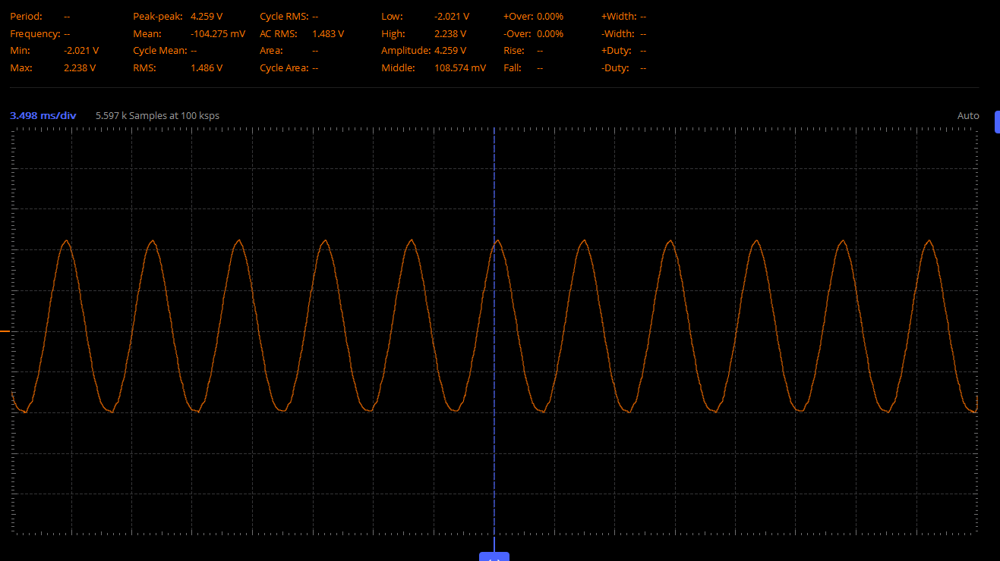 Period: -- Peak-peak: 4.259 V Cycle RMS: -- Low: -2.021 V +Over: 0.00% +Width: --
Frequency: -- Mean: -104.275 mV AC RMS: 1.483 V High: 2.238 V -Over: 0.00% -Width: --
Min: -2.021 V Cycle Mean: -- Area: -- Amplitude: 4.259 V Rise: -- +Duty: --
Max: 2.238 V RMS: 1.486 V Cycle Area: -- Middle: 108.574 mV Fall: -- -Duty: --
3.498 ms/div 5.597 k Samples at 100 ksps Auto